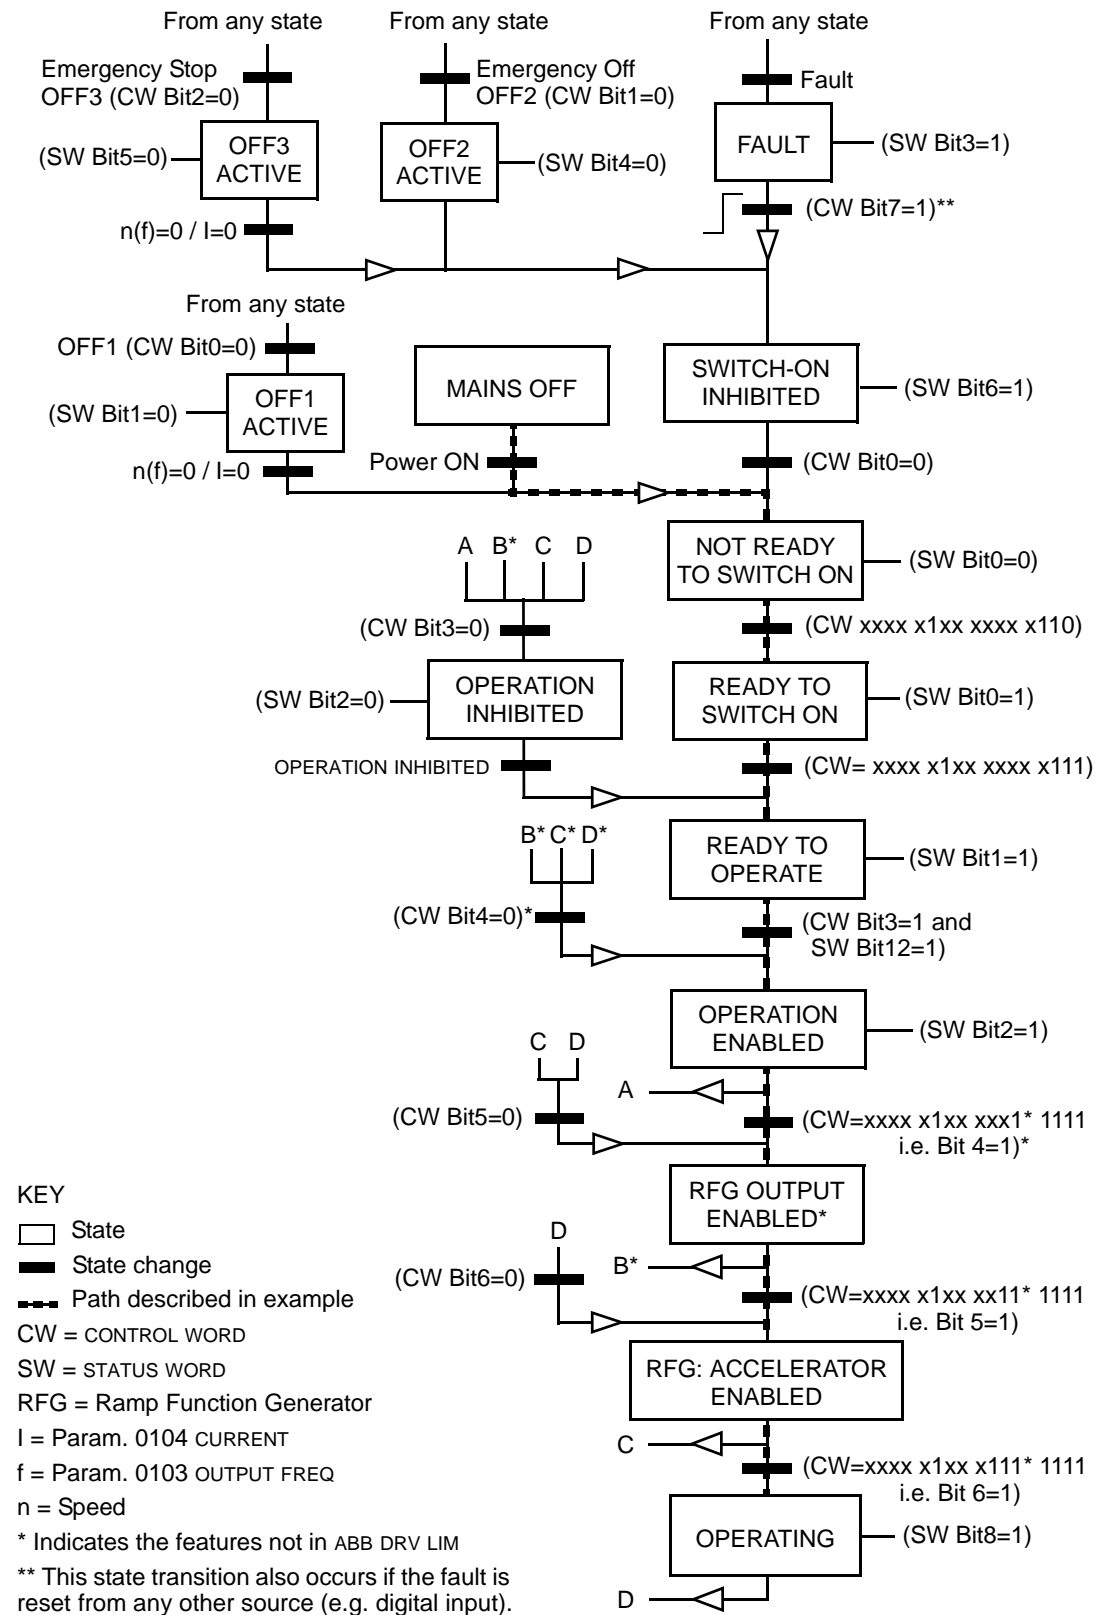 From any state
From any state
From any state
Emergency Stop
OFF3 (CW Bit2=0)
Emergency Off
OFF2 (CW Bit1=0)
Fault
OFF3
ACTIVE
(SW Bit5=0)
OFF2
ACTIVE
(SW Bit4=0)
FAULT
(SW Bit3=1)
n(f)=0 / I=0
(CW Bit7=1)**
From any state
OFF1 (CW Bit0=0)
OFF1
ACTIVE
(SW Bit1=0)
MAINS OFF
SWITCH-ON
INHIBITED
(SW Bit6=1)
n(f)=0 / I=0
Power ON
(CW Bit0=0)
A B* C D
NOT READY
TO SWITCH ON
(SW Bit0=0)
(CW Bit3=0)
(CW xxxx x1xx xxxx x110)
(SW Bit2=0)
OPERATION
INHIBITED
READY TO
SWITCH ON
(SW Bit0=1)
OPERATION INHIBITED
(CW= xxxx x1xx xxxx x111)
B* C* D*
READY TO
OPERATE
(SW Bit1=1)
(CW Bit4=0)*
(CW Bit3=1 and
SW Bit12=1)
OPERATION
ENABLED
(SW Bit2=1)
C D
A
(CW Bit5=0)
(CW=xxxx x1xx xxx1* 1111
i.e. Bit 4=1)*
RFG OUTPUT
ENABLED*
D
B*
(CW Bit6=0)
(CW=xxxx x1xx xx11* 1111
i.e. Bit 5=1)
RFG: ACCELERATOR
ENABLED
C
(CW=xxxx x1xx x111* 1111
i.e. Bit 6=1)
OPERATING
(SW Bit8=1)
D
KEY
State
State change
Path described in example
CW = CONTROL WORD
SW = STATUS WORD
RFG = Ramp Function Generator
I = Param. 0104 CURRENT
f = Param. 0103 OUTPUT FREQ
n = Speed
* Indicates the features not in ABB DRV LIM
** This state transition also occurs if the fault is
reset from any other source (e.g. digital input).